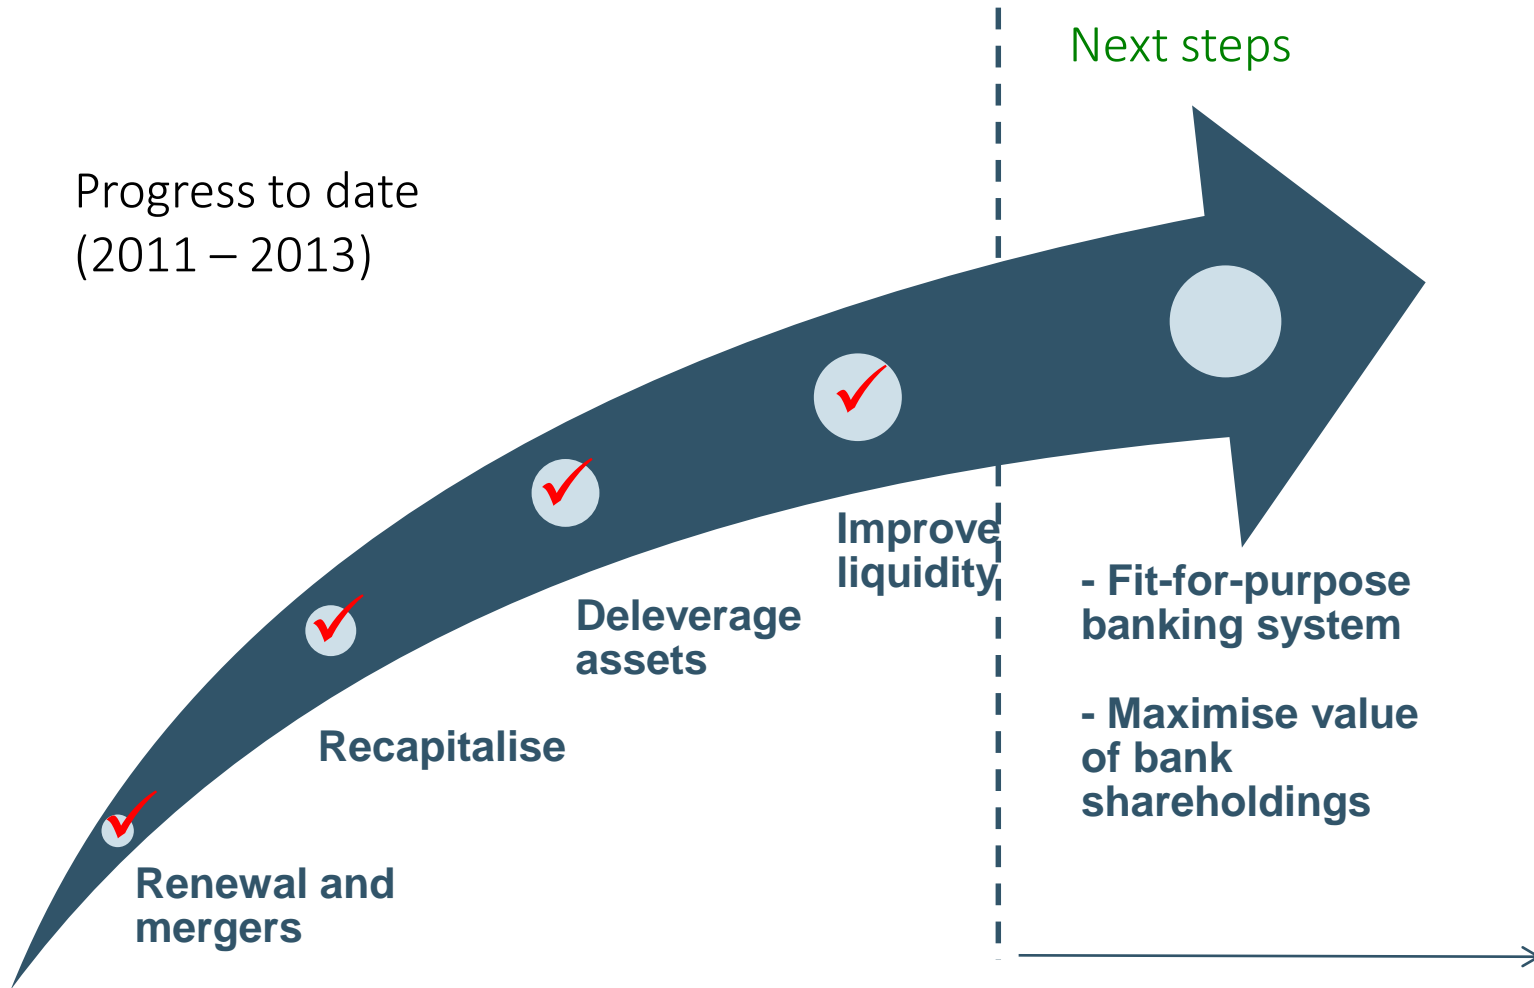 Next steps
Progress to date
(2011 – 2013)
Improve
liquidity
- Fit-for-purpose
banking system
Deleverage
assets
- Maximise value
of bank
shareholdings
Recapitalise
Renewal and
mergers